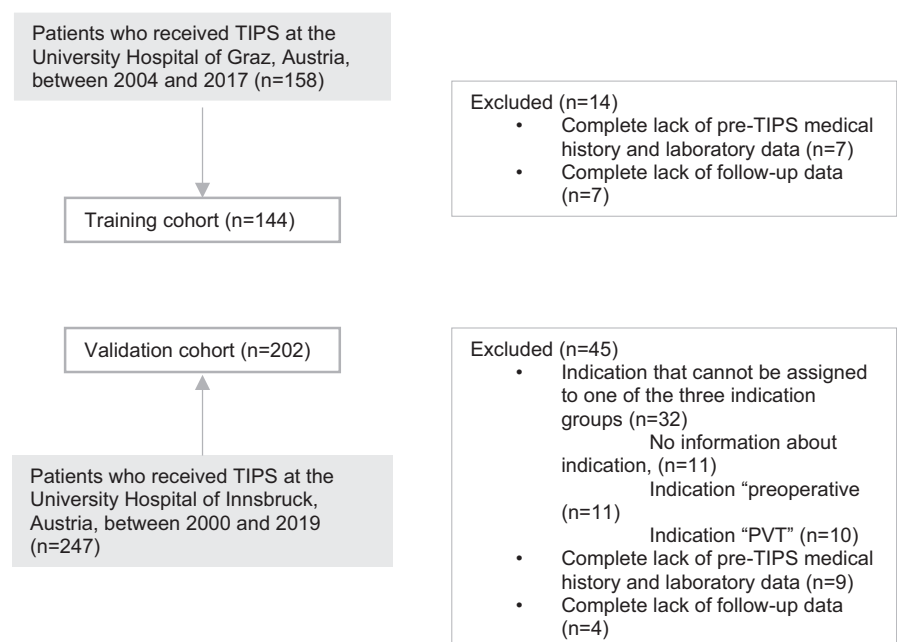 Patients who received TIPS at the
University Hospital of Graz, Austria,
between 2004 and 2017 (n=158)
Excluded (n=14)
• Complete lack of pre-TIPS medical
history and laboratory data (n=7)
• Complete lack of follow-up data
(n=7)
Training cohort (n=144)
Validation cohort (n=202)
Excluded (n=45)
• Indication that cannot be assigned
to one of the three indication
groups (n=32)
No information about
indication, (n=11)
Indication “preoperative
(n=11)
Indication “PVT” (n=10)
• Complete lack of pre-TIPS medical
history and laboratory data (n=9)
• Complete lack of follow-up data
(n=4)
Patients who received TIPS at the
University Hospital of Innsbruck,
Austria, between 2000 and 2019
(n=247)